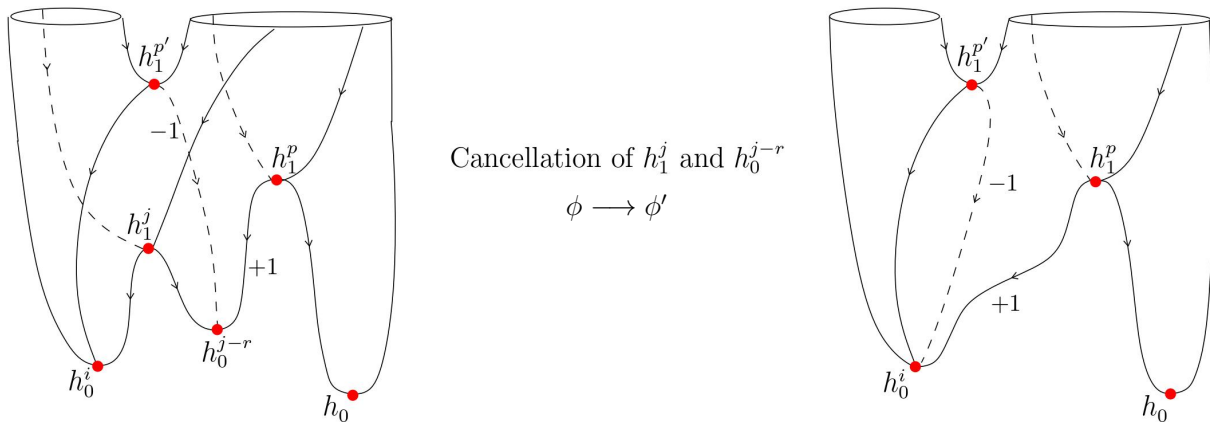 $h_1^{p'}$
$-1$
$h_1^p$
$h_1^j$
$+1$
$h_0^{j-r}$
$h_0^i$
$h_0$
Cancellation of $h_1^j$ and $h_0^{j-r}$
$\phi \longrightarrow \phi'$
$h_1^{p'}$
$h_1^p$
$-1$
$+1$
$h_0^i$
$h_0$